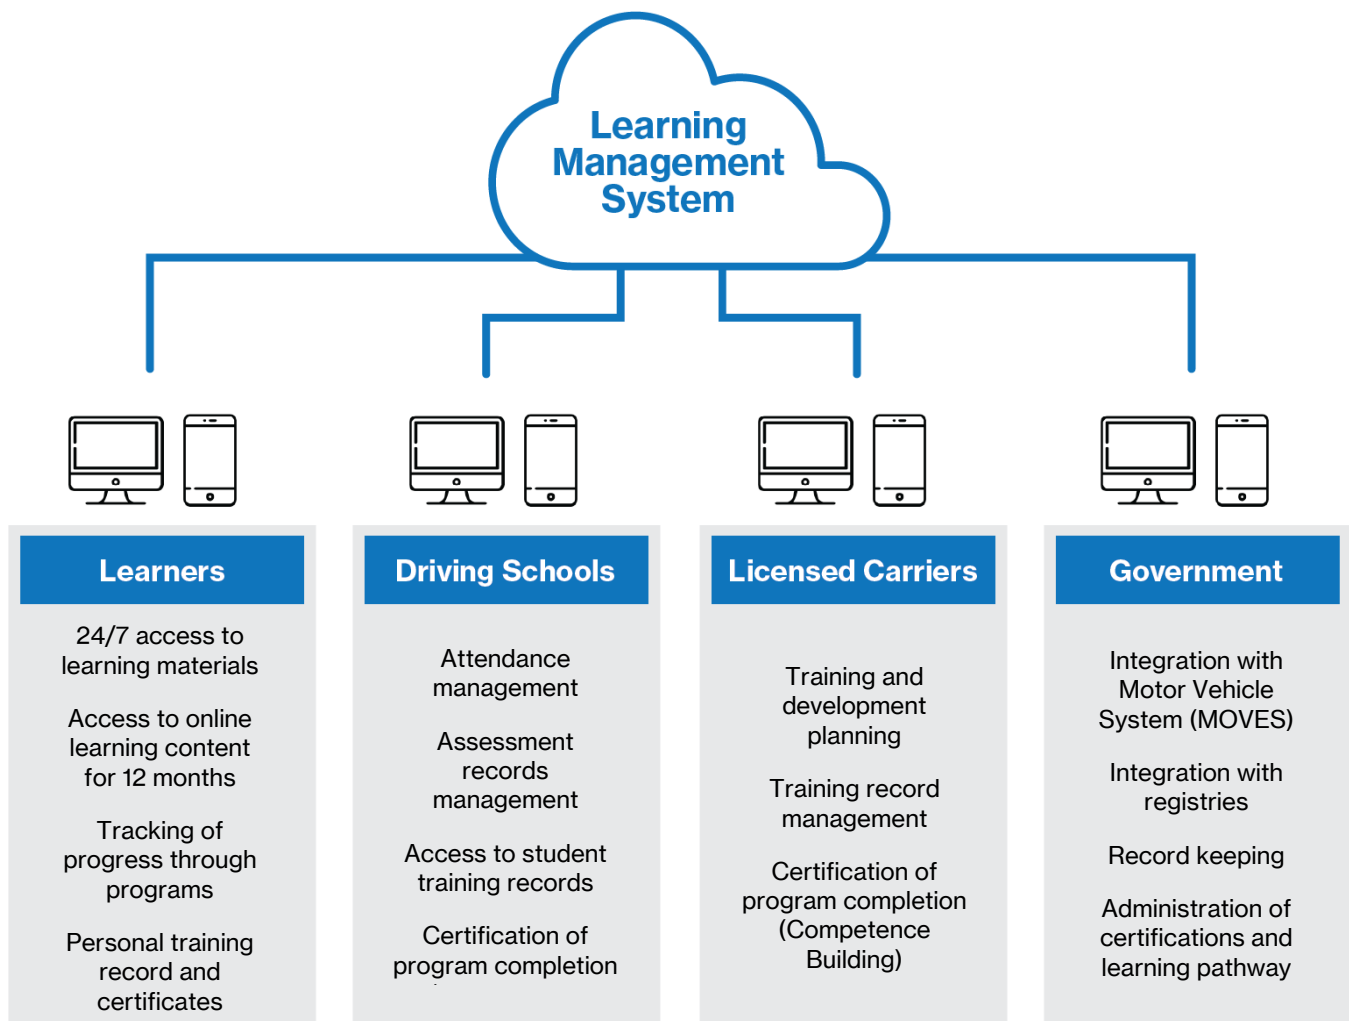 Learning
Management
System
Learners
24/7 access to
learning materials
Access to online
learning content
for 12 months
Tracking of
progress through
programs
Personal training
record and
certificates
Driving Schools
Attendance
management
Assessment
records
management
Access to student
training records
Certification of
program completion
Licensed Carriers
Training and
development
planning
Training record
management
Certification of
program completion
(Competence
Building)
Government
Integration with
Motor Vehicle
System (MOVES)
Integration with
registries
Record keeping
Administration of
certifications and
learning pathway